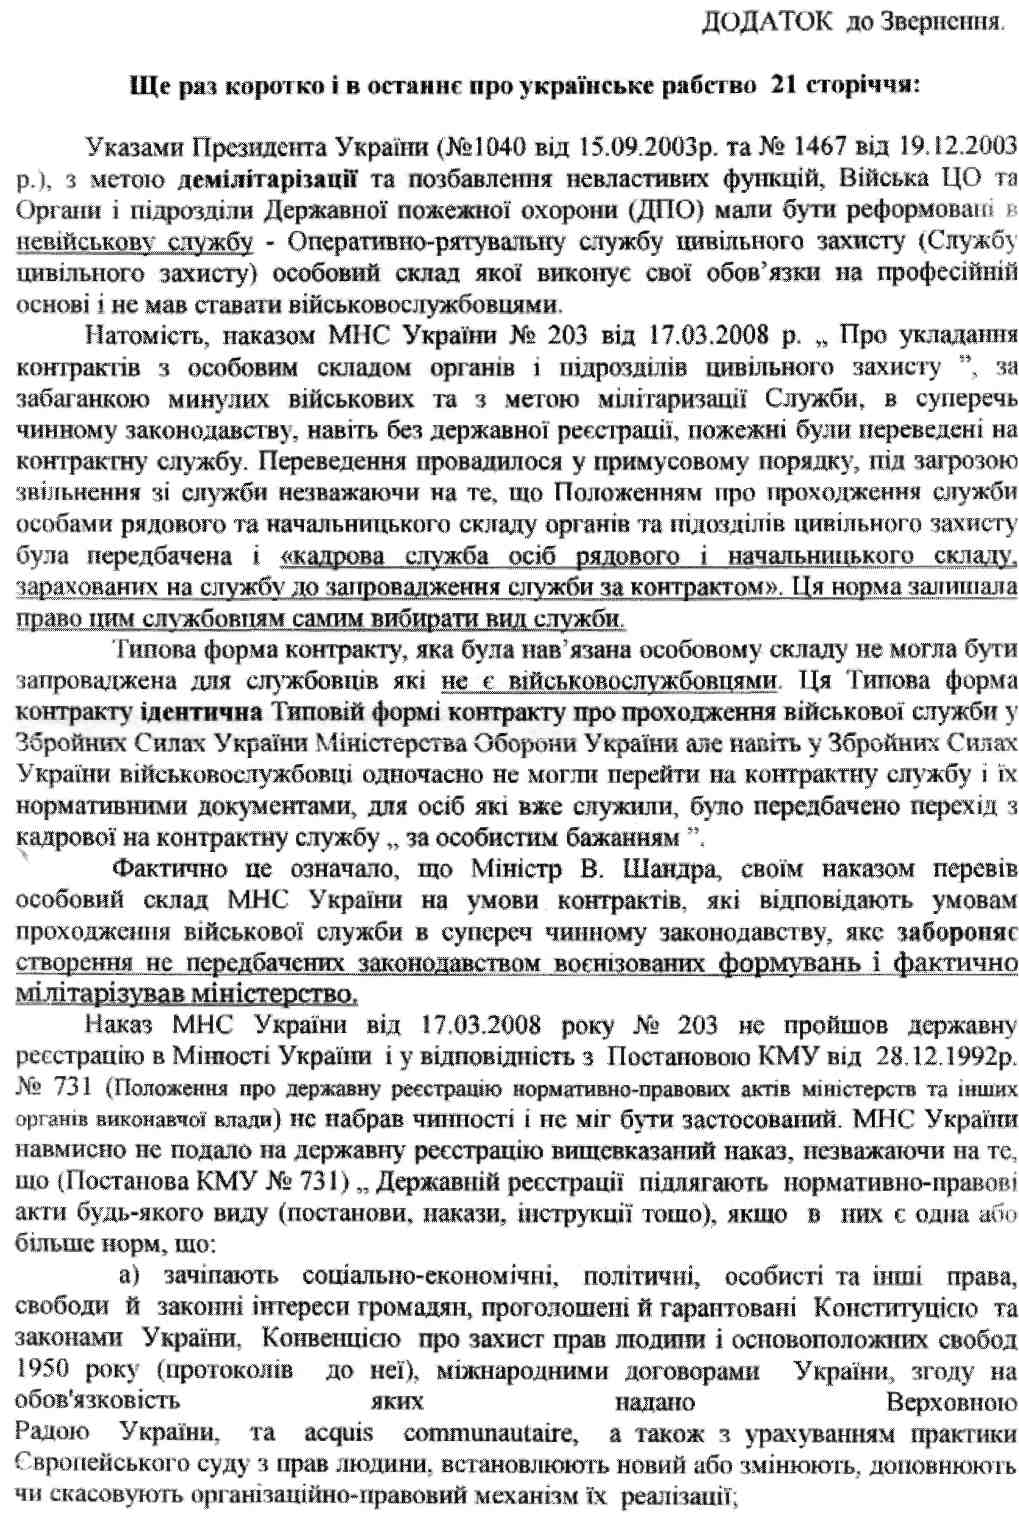 ДОДАТОК до Звернення.
Ще раз коротко і в останнє про українське рабство 21 сторіччя:
Указами Президента України (№1040 від 15.09.2003р. та № 1467 від 19.12.2003
р.), з метою демілітарізації та позбавлення невластивих функцій, Війська ЦО та
Органи і підрозділи Державної пожежної охорони (ДПО) мали бути реформовані в
невійськову службу - Оперативно-рятувальну службу цивільного захисту (Службу
цивільного захисту) особовий склад якої виконує свої обов’язки на професійній
основі і не мав ставати військовослужбовцями.
Натомість, наказом МНС України № 203 від 17.03.2008 р. „ Про укладання
контрактів з особовим складом органів і підрозділів цивільного захисту ”, за
забаганкою минулих військових та з метою мілітаризації Служби, в суперечь
чинному законодавству, навіть без державної реєстрації, пожежні були переведені на
контрактну службу. Переведення провадилося у примусовому порядку, під загрозою
звільнення зі служби незважаючи на те, що Положенням про проходження служби
особами рядового та начальницького складу органів та підозділів цивільного захисту
була передбачена і «кадрова служба осіб рядового і начальницького складу,
зарахованих на службу до запровадження служби за контрактом». Ця норма залишала
право цим службовцям самим вибирати вид служби.
Типова форма контракту, яка була нав’язана особовому складу не могла бути
запроваджена для службовців які не є військовослужбовцями. Ця Типова форма
контракту ідентична Типовій формі контракту про проходження військової служби у
Збройних Силах України Міністерства Оборони України але навіть у Збройних Силах
України військовослужбовці одночасно не могли перейти на контрактну службу і їх
нормативними документами, для осіб які вже служили, було передбачено перехід з
кадрової на контрактну службу „ за особистим бажанням ”.
Фактично це означало, що Міністр В. Шандра, своїм наказом перевів
особовий склад МНС України на умови контрактів, які відповідають умовам
проходження військової служби в супереч чинному законодавству, яке забороняє
створення не передбачених законодавством воєнізованих формувань і фактично
мілітарізував міністерство.
Наказ МНС України від 17.03.2008 року № 203 не пройшов державну
реєстрацію в Мінюсті України і у відповідність з Постановою КМУ від 28.12.1992р.
№ 731 (Положення про державну реєстрацію нормативно-правових актів міністерств та інших
органів виконавчої влади) не набрав чинності і не міг бути застосований. МНС України
навмисно не подало на державну реєстрацію вищевказаний наказ, незважаючи на те,
що (Постанова КМУ № 731) „ Державній реєстрації підлягають нормативно-правові
акти будь-якого виду (постанови, накази, інструкції тощо), якщо в них є одна або
більше норм, що:
а) зачіпають соціально-економічні, політичні, особисті та інші права,
свободи й законні інтереси громадян, проголошені й гарантовані Конституцією та
законами України, Конвенцією про захист прав людини і основоположних свобод
1950 року (протоколів до неї), міжнародними договорами України, згоду на
обов'язковість яких надано Верховною
Радою України, та acquis communautaire, а також з урахуванням практики
Європейського суду з прав людини, встановлюють новий або змінюють, доповнюють
чи скасовують організаційно-правовий механізм їх реалізації;